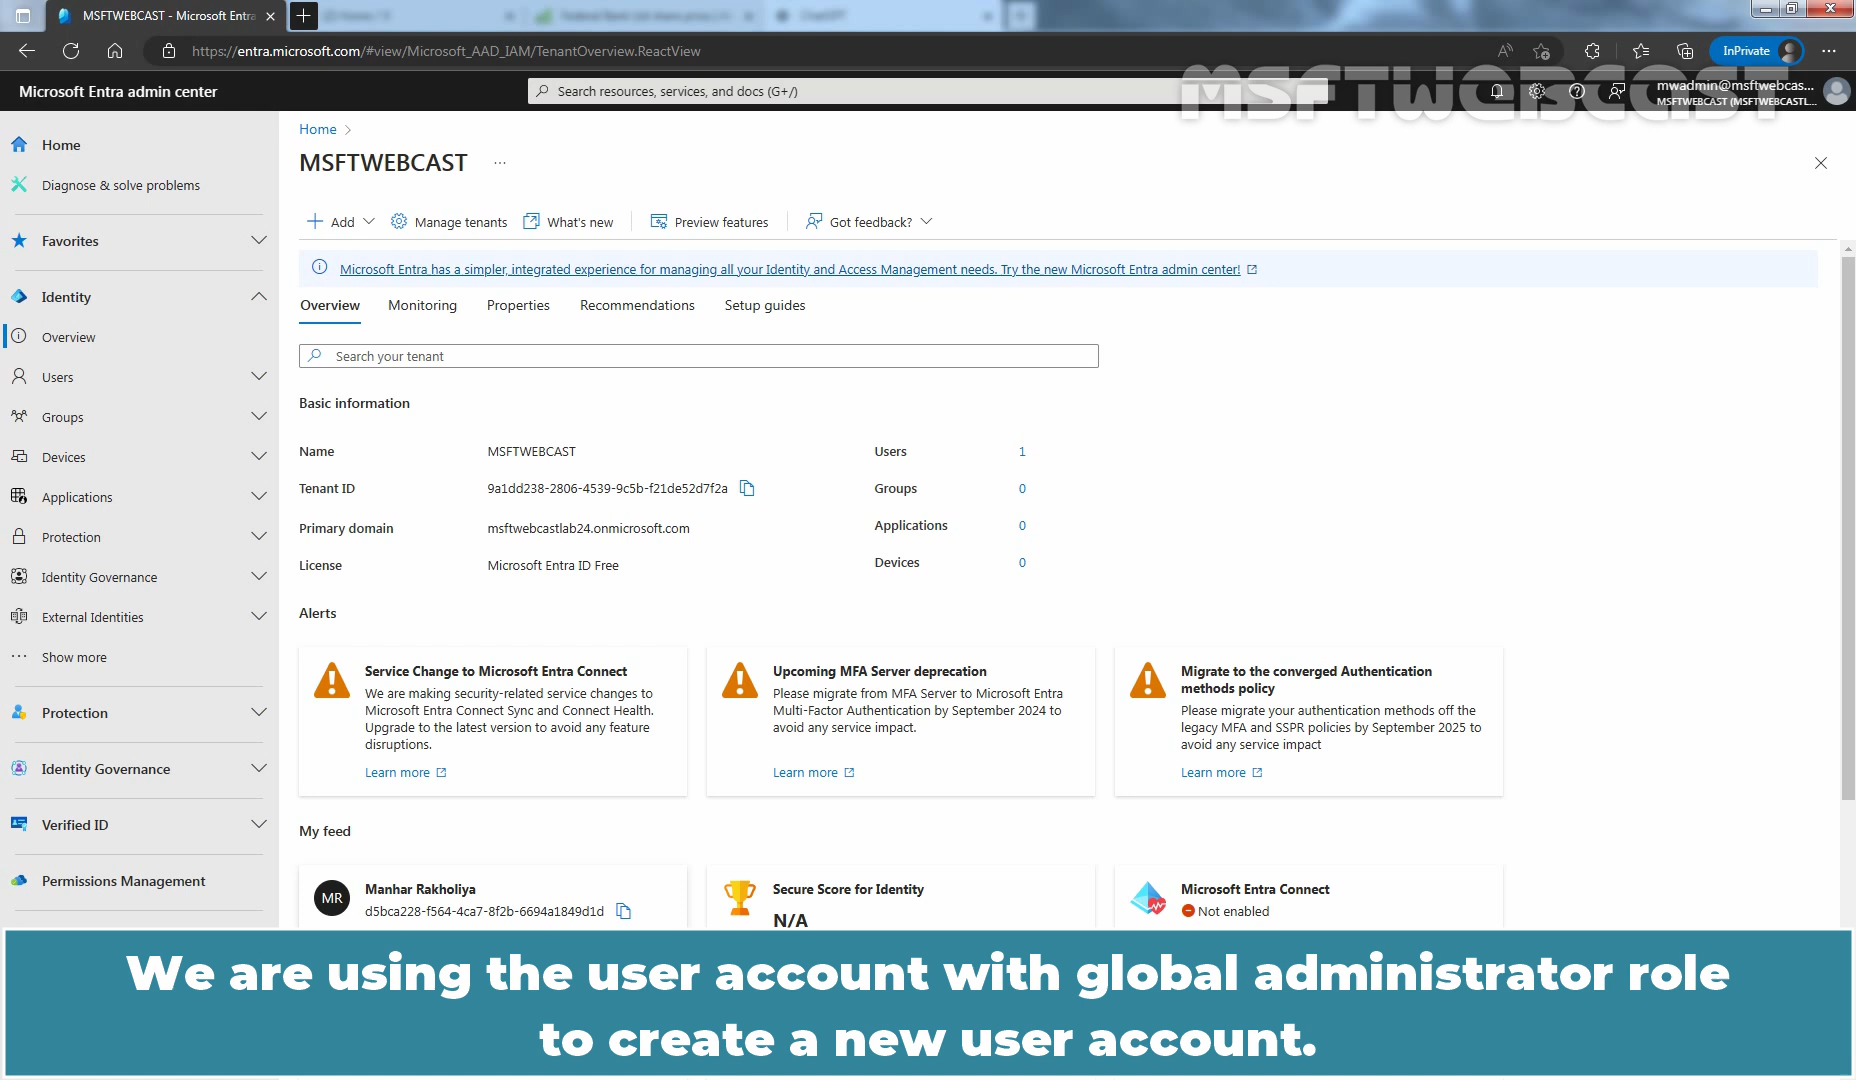 MSFTWEBCAST - Microsoft Entra
https://entra.microsoft.com/#view/Microsoft_AAD_IAM/TenantOverview.ReactView
InPrivate
Microsoft Entra admin center
Search resources, services, and docs (G+/)
MSFTWEBCAST
mwadmin@msftwebcas...
MSFTWEBCAST (MSFTWEBCASTL...
Home
Diagnose & solve problems
Favorites
Identity
Overview
Users
Groups
Devices
Applications
Protection
Identity Governance
External Identities
Show more
Protection
Identity Governance
Verified ID
Permissions Management
Home
MSFTWEBCAST
Add
Manage tenants
What's new
Preview features
Got feedback?
Microsoft Entra has a simpler, integrated experience for managing all your Identity and Access Management needs. Try the new Microsoft Entra admin center!
Overview Monitoring Properties Recommendations Setup guides
Search your tenant
Basic information
Name MSFTWEBCAST Users 1
Tenant ID 9a1dd238-2806-4539-9c5b-f21de52d7f2a Groups 0
Primary domain msftwebcastlab24.onmicrosoft.com Applications 0
License Microsoft Entra ID Free Devices 0
Alerts
Service Change to Microsoft Entra Connect
We are making security-related service changes to
Microsoft Entra Connect Sync and Connect Health.
Upgrade to the latest version to avoid any feature
disruptions.
Learn more
Upcoming MFA Server deprecation
Please migrate from MFA Server to Microsoft Entra
Multi-Factor Authentication by September 2024 to
avoid any service impact.
Learn more
Migrate to the converged Authentication
methods policy
Please migrate your authentication methods off the
legacy MFA and SSPR policies by September 2025 to
avoid any service impact
Learn more
My feed
MR
Manhar Rakholiya
d5bca228-f564-4ca7-8f2b-6694a1849d1d
Secure Score for Identity
N/A
Microsoft Entra Connect
Not enabled
We are using the user account with global administrator role
to create a new user account.